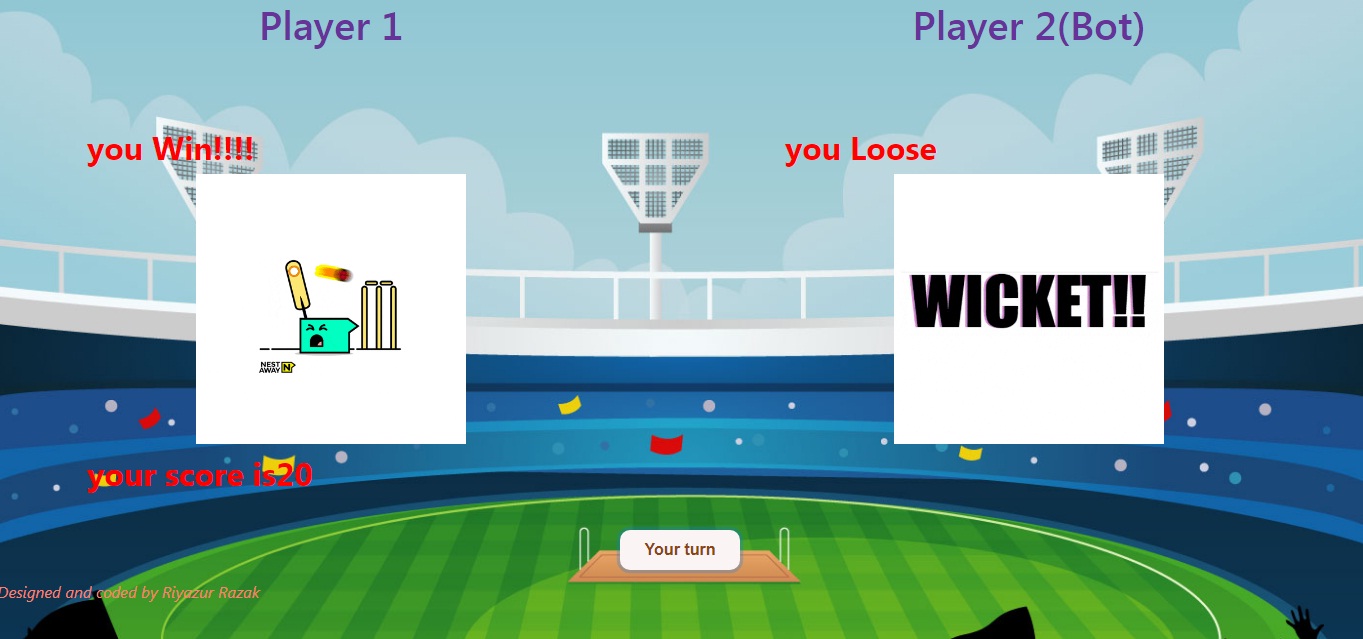 Player 1
Player 2(Bot)
you Win!!!!
you Loose
NEST
AWAY N
WICKET!!
your score is20
Your turn
Designed and coded by Riyazur Razak